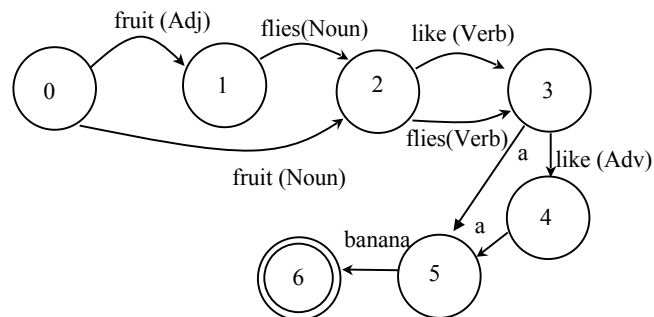 fruit (Adj)
flies(Noun)
like (Verb)
0
1
2
3
fruit (Noun)
flies(Verb)
a
like (Adv)
4
a
banana
5
6